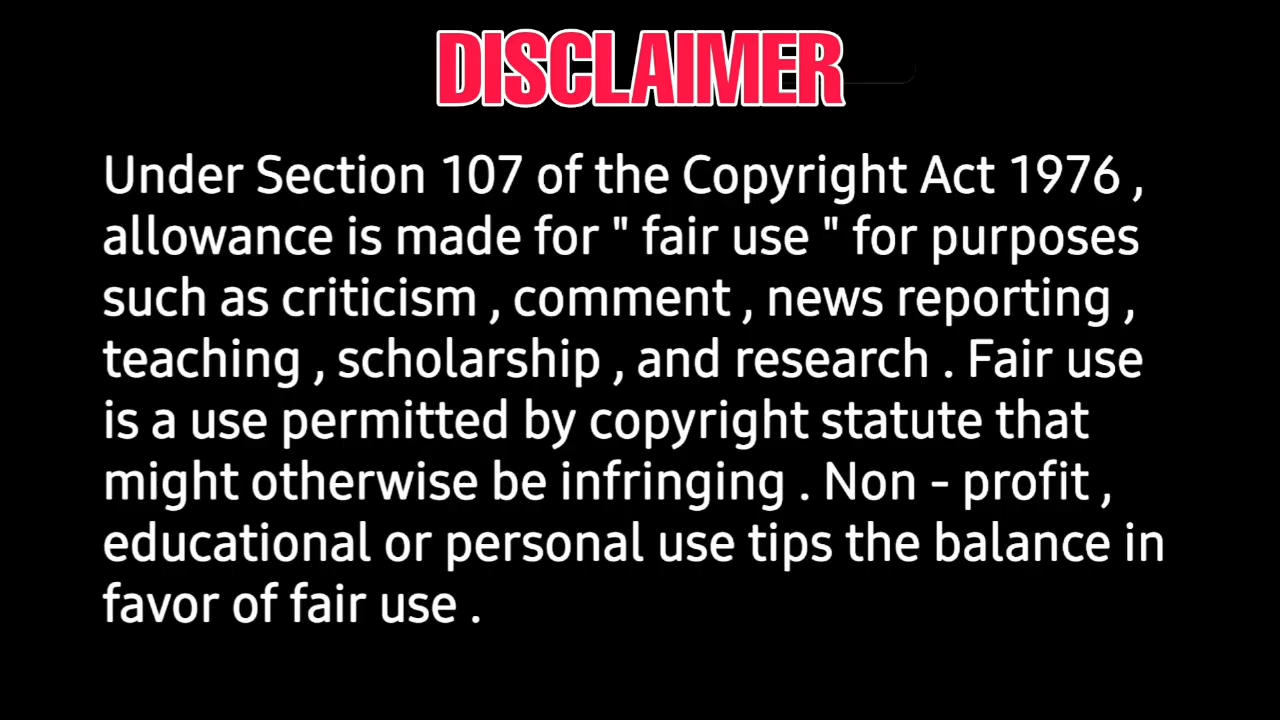 DISCLAIMER
Under Section 107 of the Copyright Act 1976 ,
allowance is made for " fair use " for purposes
such as criticism , comment , news reporting ,
teaching , scholarship , and research . Fair use
is a use permitted by copyright statute that
might otherwise be infringing . Non - profit ,
educational or personal use tips the balance in
favor of fair use .